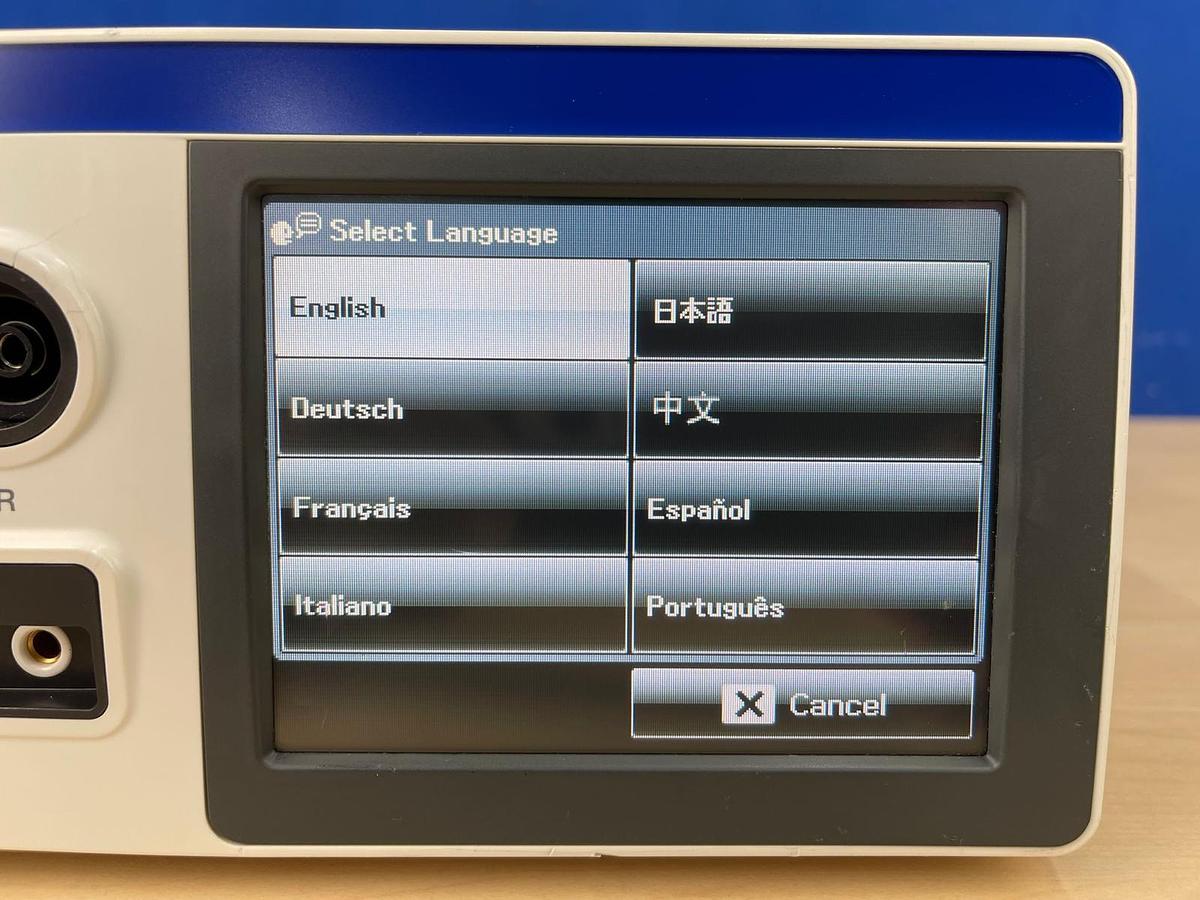 Select Language
English
日本語
Deutsch
中文
Français
Español
Italiano
Português
Cancel
R